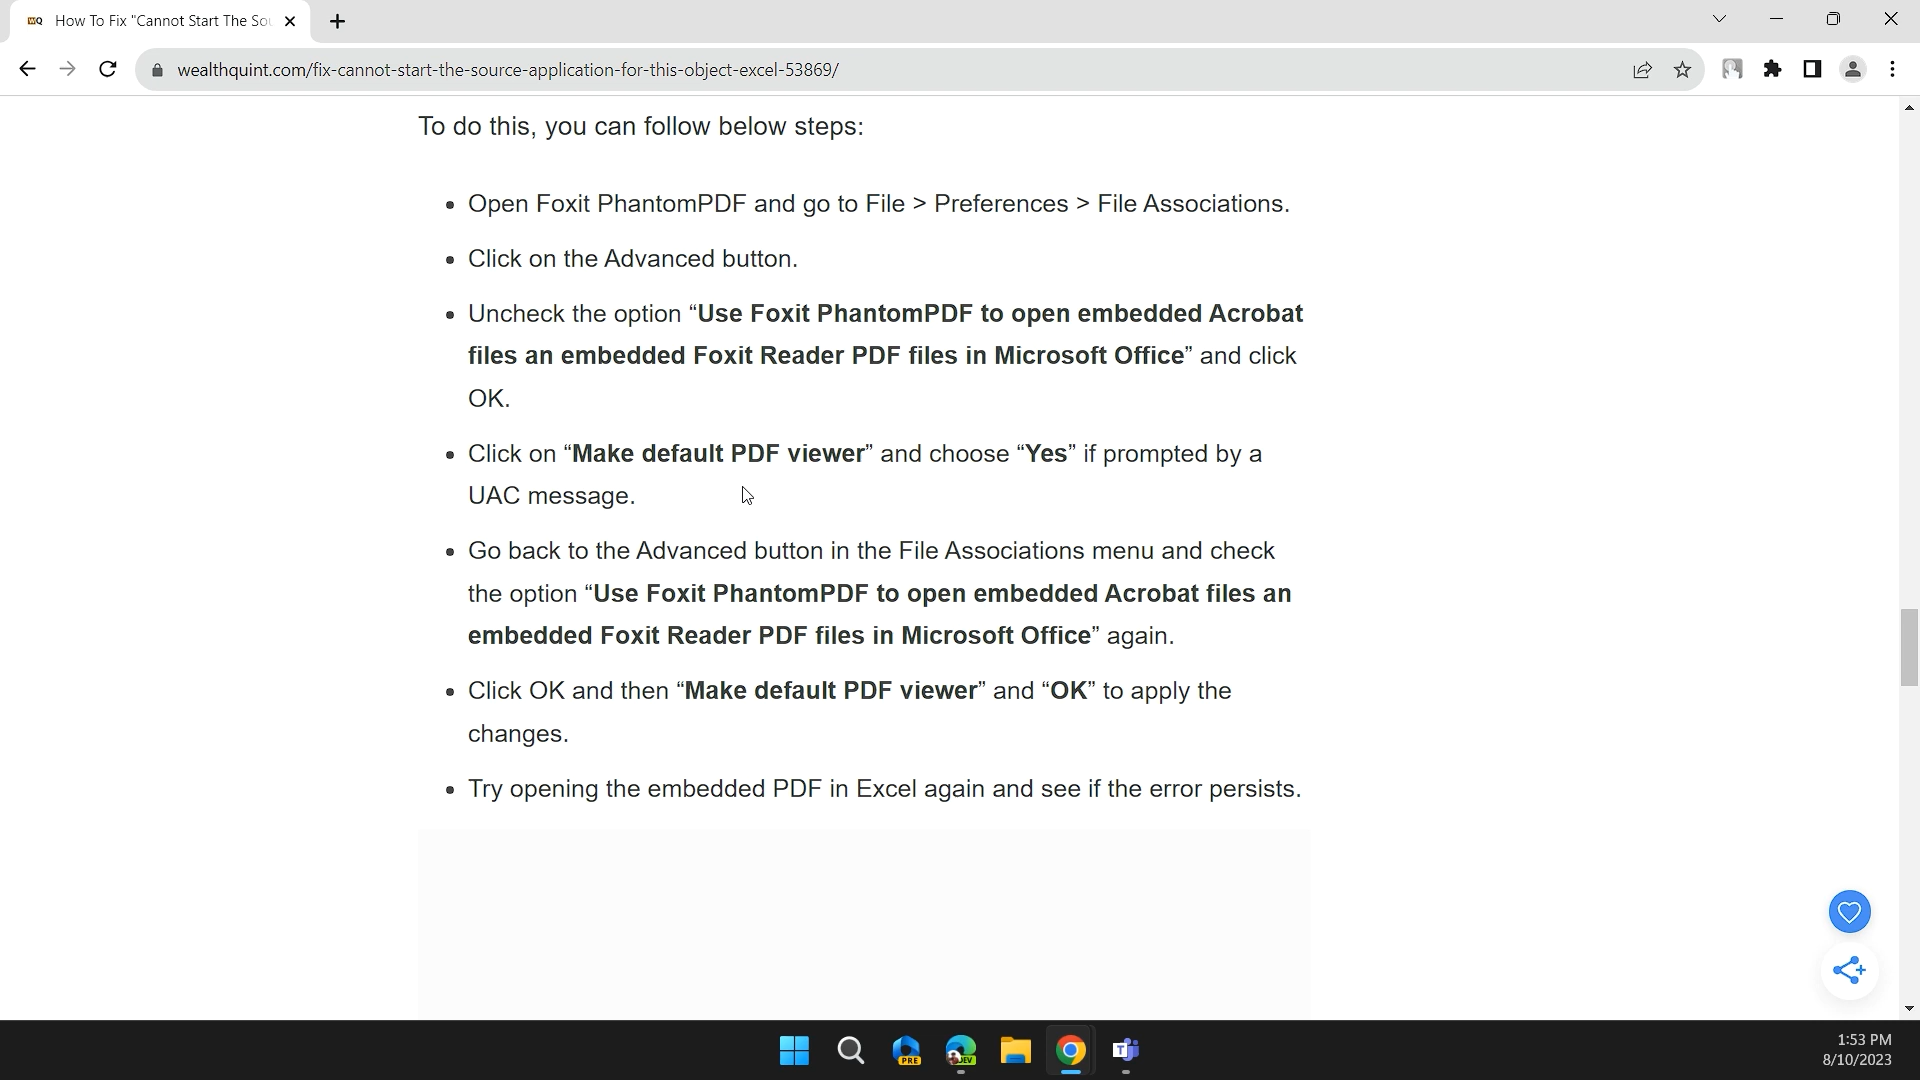 WQ How To Fix "Cannot Start The Sou
wealthquint.com/fix-cannot-start-the-source-application-for-this-object-excel-53869/
To do this, you can follow below steps:
• Open Foxit PhantomPDF and go to File > Preferences > File Associations.
• Click on the Advanced button.
• Uncheck the option “Use Foxit PhantomPDF to open embedded Acrobat
files an embedded Foxit Reader PDF files in Microsoft Office” and click
OK.
• Click on “Make default PDF viewer” and choose “Yes” if prompted by a
UAC message.
• Go back to the Advanced button in the File Associations menu and check
the option “Use Foxit PhantomPDF to open embedded Acrobat files an
embedded Foxit Reader PDF files in Microsoft Office” again.
• Click OK and then “Make default PDF viewer” and “OK” to apply the
changes.
• Try opening the embedded PDF in Excel again and see if the error persists.
PRE
DEV
1:53 PM
8/10/2023